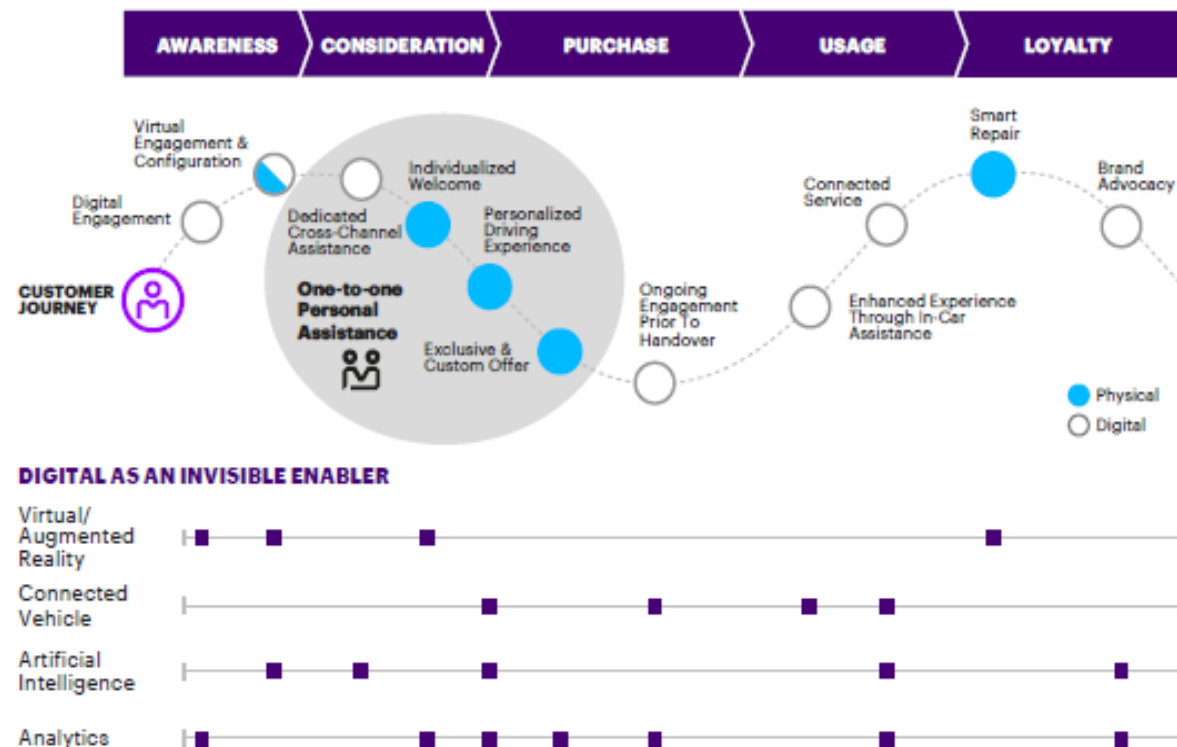 AWARENESS
CONSIDERATION
PURCHASE
USAGE
LOYALTY
Virtual
Engagement &
Configuration
Digital
Engagement
CUSTOMER
JOURNEY
Individualized
Welcome
Dedicated
Cross-Channel
Assistance
Personalized
Driving
Experience
One-to-one
Personal
Assistance
Exclusive &
Custom Offer
Ongoing
Engagement
Prior To
Handover
Enhanced Experience
Through In-Car
Assistance
Connected
Service
Smart
Repair
Brand
Advocacy
Physical
Digital
DIGITAL AS AN INVISIBLE ENABLER
Virtual/
Augmented
Reality
Connected
Vehicle
Artificial
Intelligence
Analytics